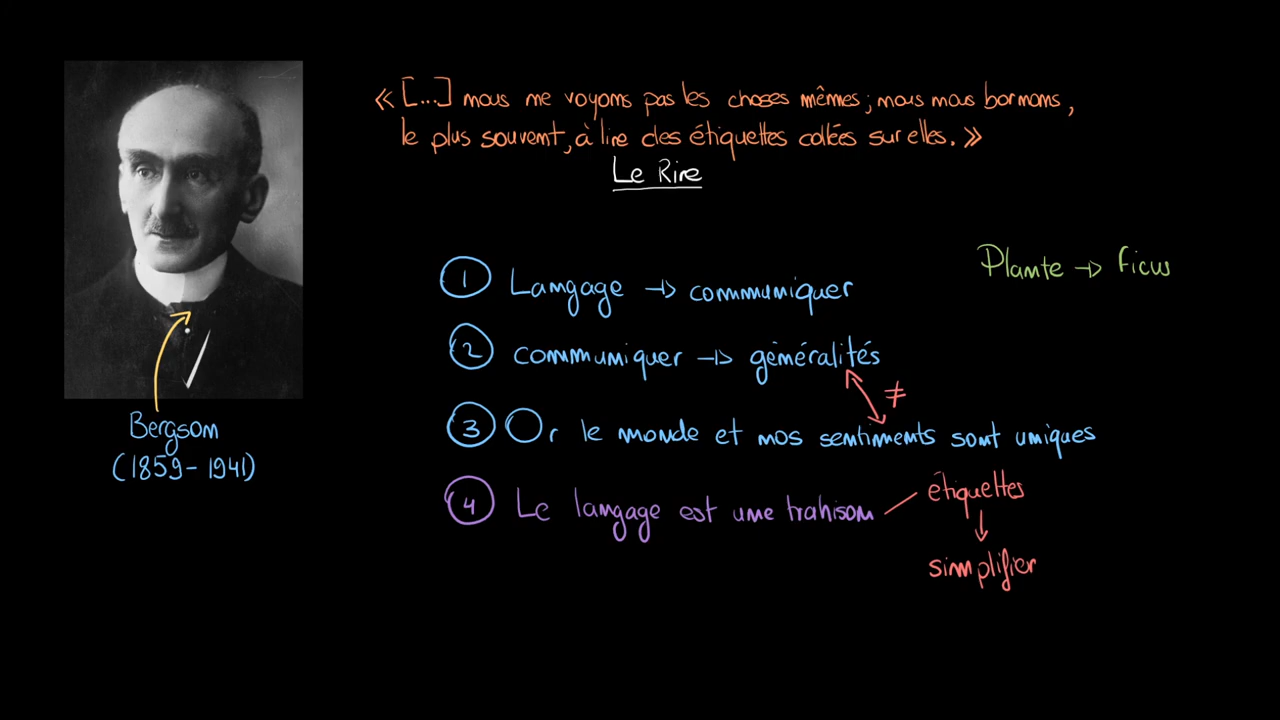 « [...] nous ne voyons pas les choses mêmes ; nous nous bornons,
le plus souvent, à lire des étiquettes collées sur elles. »
Le Rire
Plante → ficus
1 Langage → communiquer
2 communiquer → généralités
≠
3 Or le monde et nos sentiments sont uniques
4 Le langage est une trahison
étiquettes
↓
simplifier
Bergson
(1859 - 1941)